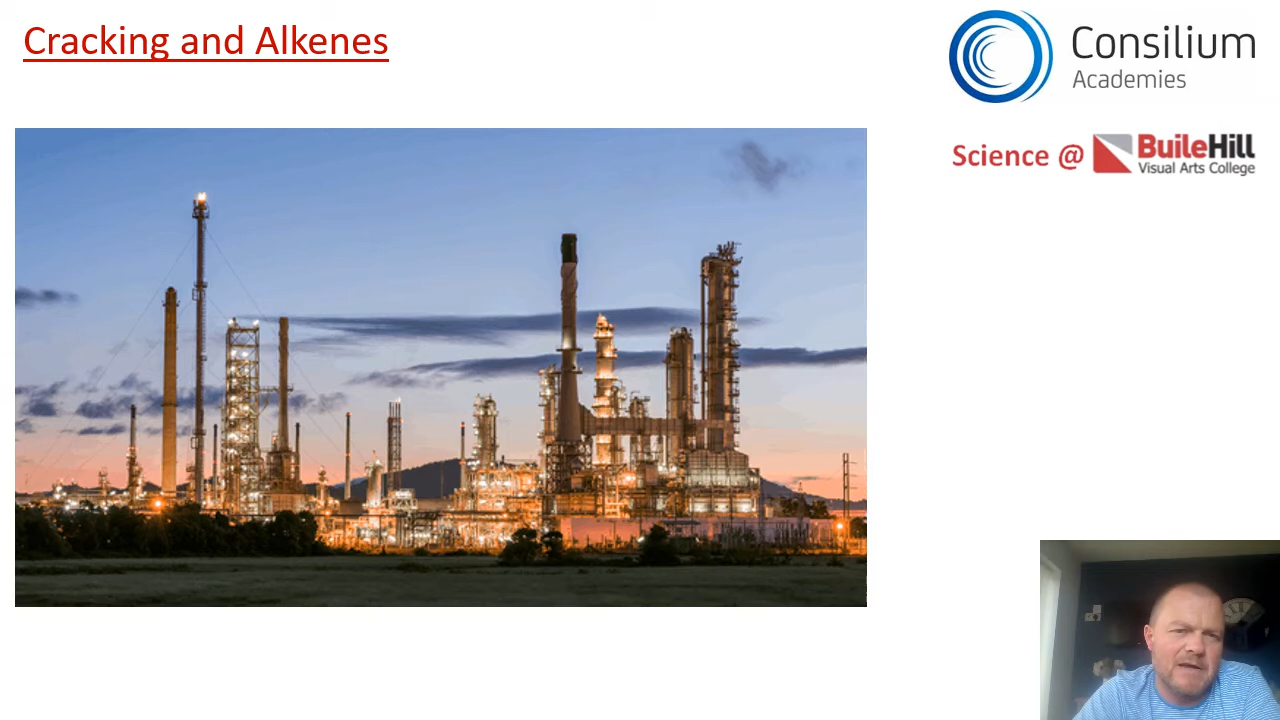 Cracking and Alkenes
Consilium
Academies
Science @ BuileHill
Visual Arts College